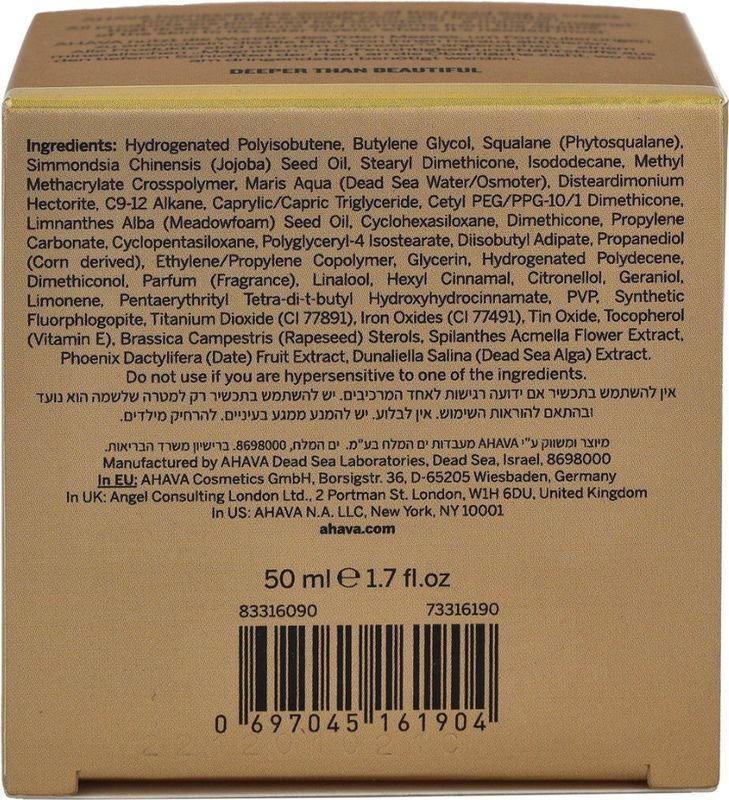 DEEPER THAN BEAUTIFUL
Ingredients: Hydrogenated Polyisobutene, Butylene Glycol, Squalane (Phytosqualane),
Simmondsia Chinensis (Jojoba) Seed Oil, Stearyl Dimethicone, Isododecane, Methyl
Methacrylate Crosspolymer, Maris Aqua (Dead Sea Water/Osmoter), Disteardimonium
Hectorite, C9-12 Alkane, Caprylic/Capric Triglyceride, Cetyl PEG/PPG-10/1 Dimethicone,
Limnanthes Alba (Meadowfoam) Seed Oil, Cyclohexasiloxane, Dimethicone, Propylene
Carbonate, Cyclopentasiloxane, Polyglyceryl-4 Isostearate, Diisobutyl Adipate, Propanediol
(Corn derived), Ethylene/Propylene Copolymer, Glycerin, Hydrogenated Polydecene,
Dimethiconol, Parfum (Fragrance), Linalool, Hexyl Cinnamal, Citronellol, Geraniol,
Limonene, Pentaerythrityl Tetra-di-t-butyl Hydroxyhydrocinnamate, PVP, Synthetic
Fluorphlogopite, Titanium Dioxide (CI 77891), Iron Oxides (CI 77491), Tin Oxide, Tocopherol
(Vitamin E), Brassica Campestris (Rapeseed) Sterols, Spilanthes Acmella Flower Extract,
Phoenix Dactylifera (Date) Fruit Extract, Dunaliella Salina (Dead Sea Alga) Extract.
Do not use if you are hypersensitive to one of the ingredients.
אין להשתמש בתכשיר אם ידועה רגישות לאחד המרכיבים. יש להשתמש בתכשיר רק למטרה שלשמה הוא נועד
ובהתאם להוראות השימוש. אין לבלוע. יש להמנע ממגע בעיניים. להרחיק מילדים.
מיוצר ומשווק ע״י AHAVA מעבדות ים המלח בע״מ. ים המלח, 8698000. ברישיון משרד הבריאות.
Manufactured by AHAVA Dead Sea Laboratories, Dead Sea, Israel, 8698000
In EU: AHAVA Cosmetics GmbH, Borsigstr. 36, D-65205 Wiesbaden, Germany
In UK: Angel Consulting London Ltd., 2 Portman St. London, W1H 6DU, United Kingdom
In US: AHAVA N.A. LLC, New York, NY 10001
ahava.com
50 ml ℮ 1.7 fl.oz
83316090 73316190
0 697045 161904